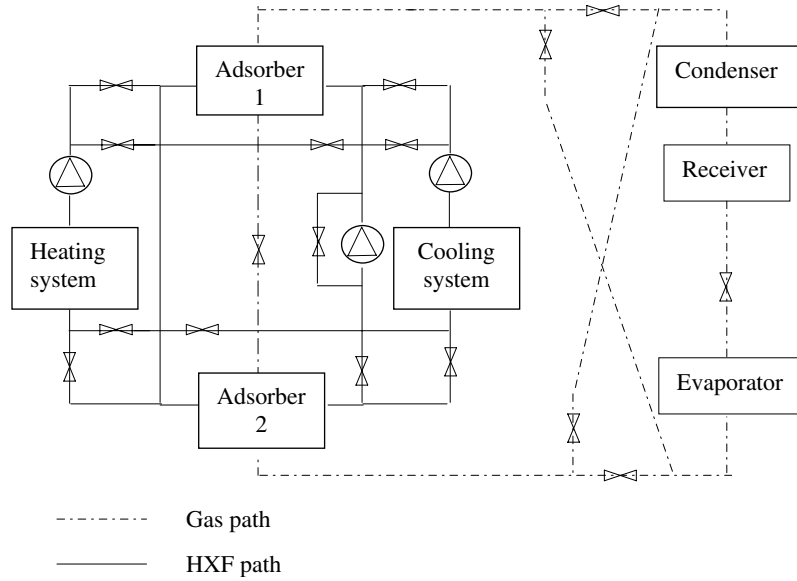 Adsorber
1
Condenser
Receiver
Heating
system
Cooling
system
Evaporator
Adsorber
2
Gas path
HXF path